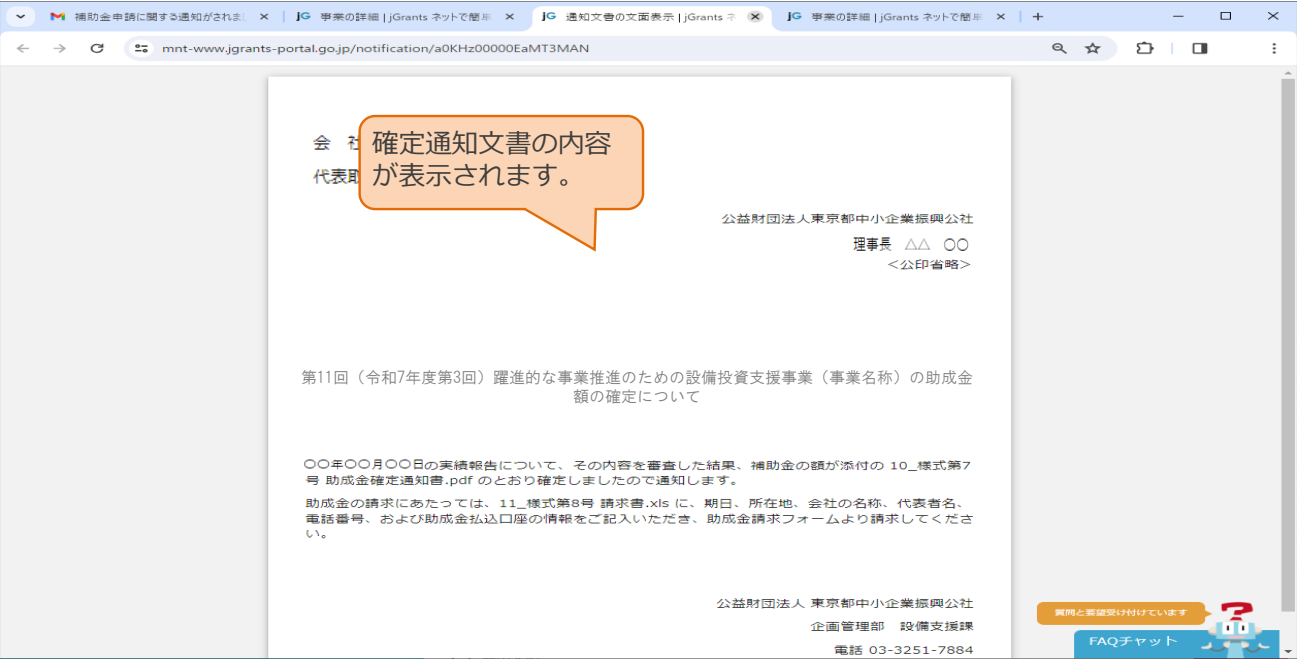 補助金申請に関する通知がされま
jG 事業の詳細 | jGrants ネットで簡単
jG 通知文書の文面表示 | jGrants ネ
jG 事業の詳細 | jGrants ネットで簡単
mnt-www.jgrants-portal.go.jp/notification/a0KHz00000EaMT3MAN
会
代表取
確定通知文書の内容
が表示されます。
公益財団法人東京都中小企業振興公社
理事長 △△ 〇〇
<公印省略>
第11回（令和7年度第3回）躍進的な事業推進のための設備投資支援事業（事業名称）の助成金
額の確定について
〇〇年〇〇月〇〇日の実績報告について、その内容を審査した結果、補助金の額が添付の 10_様式第7
号 助成金確定通知書.pdf のとおり確定しましたので通知します。
助成金の請求にあたっては、11_様式第8号 請求書.xls に、期日、所在地、会社の名称、代表者名、
電話番号、および助成金払込口座の情報をご記入いただき、助成金請求フォームより請求してくださ
い。
公益財団法人 東京都中小企業振興公社
企画管理部 設備支援課
電話 03-3251-7884
質問と要望受け付けています
FAQチャット